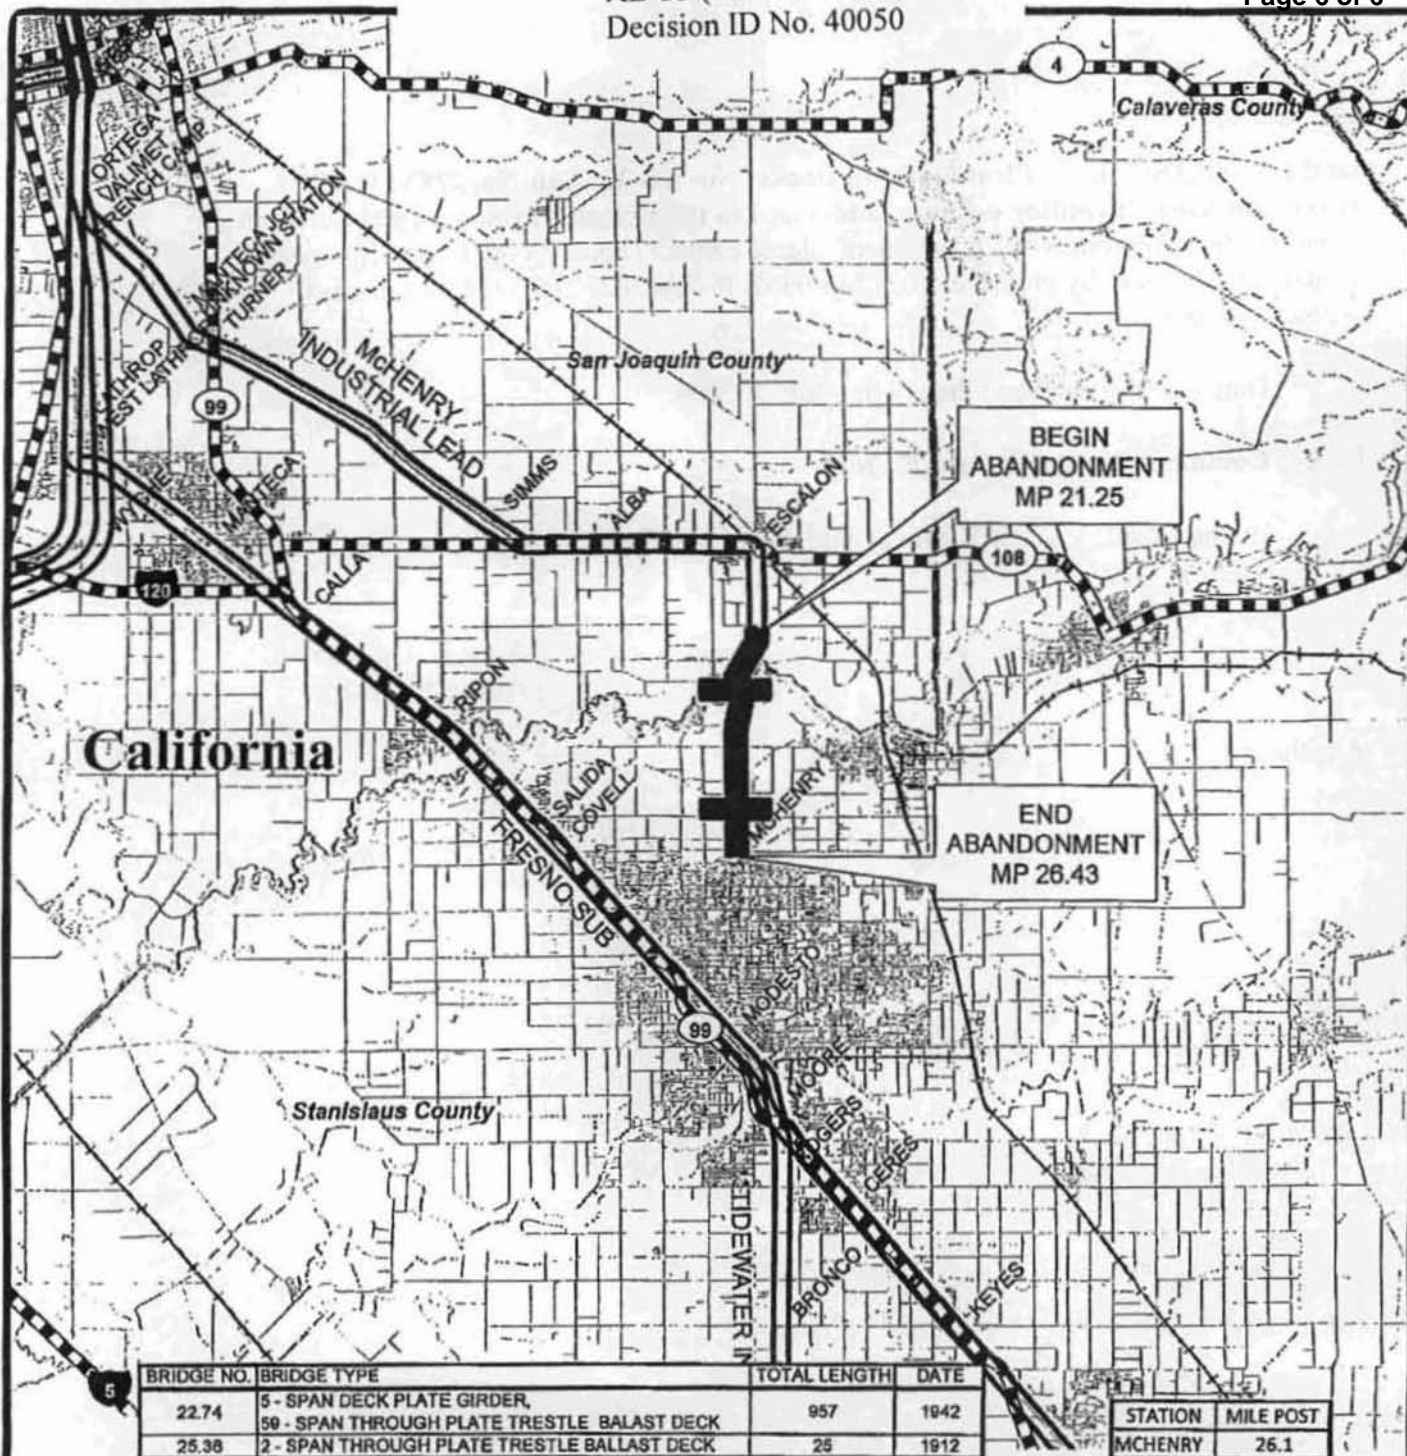 Decision ID No. 40050
4
Calaveras County
ORTEGA
VALMET
FRENCH CAMP
MANTECA JCT
UNKNOWN STATION
TURNER
LATHROP
WEST LATHROP
McHENRY
INDUSTRIAL LEAD
San Joaquin County
99
BEGIN
ABANDONMENT
MP 21.25
MANTECA
SIMMS
ALBA
ESCALON
108
CALLA
120
RIPON
California
SALIDA
COVELL
MCHENRY
END
ABANDONMENT
MP 26.43
FRESNO SUB
MODESTO
99
MOORE
Stanislaus County
ROGERS
CERES
TIDEWATER
BRONCO
KEYES
5
BRIDGE NO. BRIDGE TYPE TOTAL LENGTH DATE
22.74 5 - SPAN DECK PLATE GIRDER,
59 - SPAN THROUGH PLATE TRESTLE BALAST DECK 957 1942
25.38 2 - SPAN THROUGH PLATE TRESTLE BALLAST DECK 25 1912
STATION MILE POST
MCHENRY 26.1